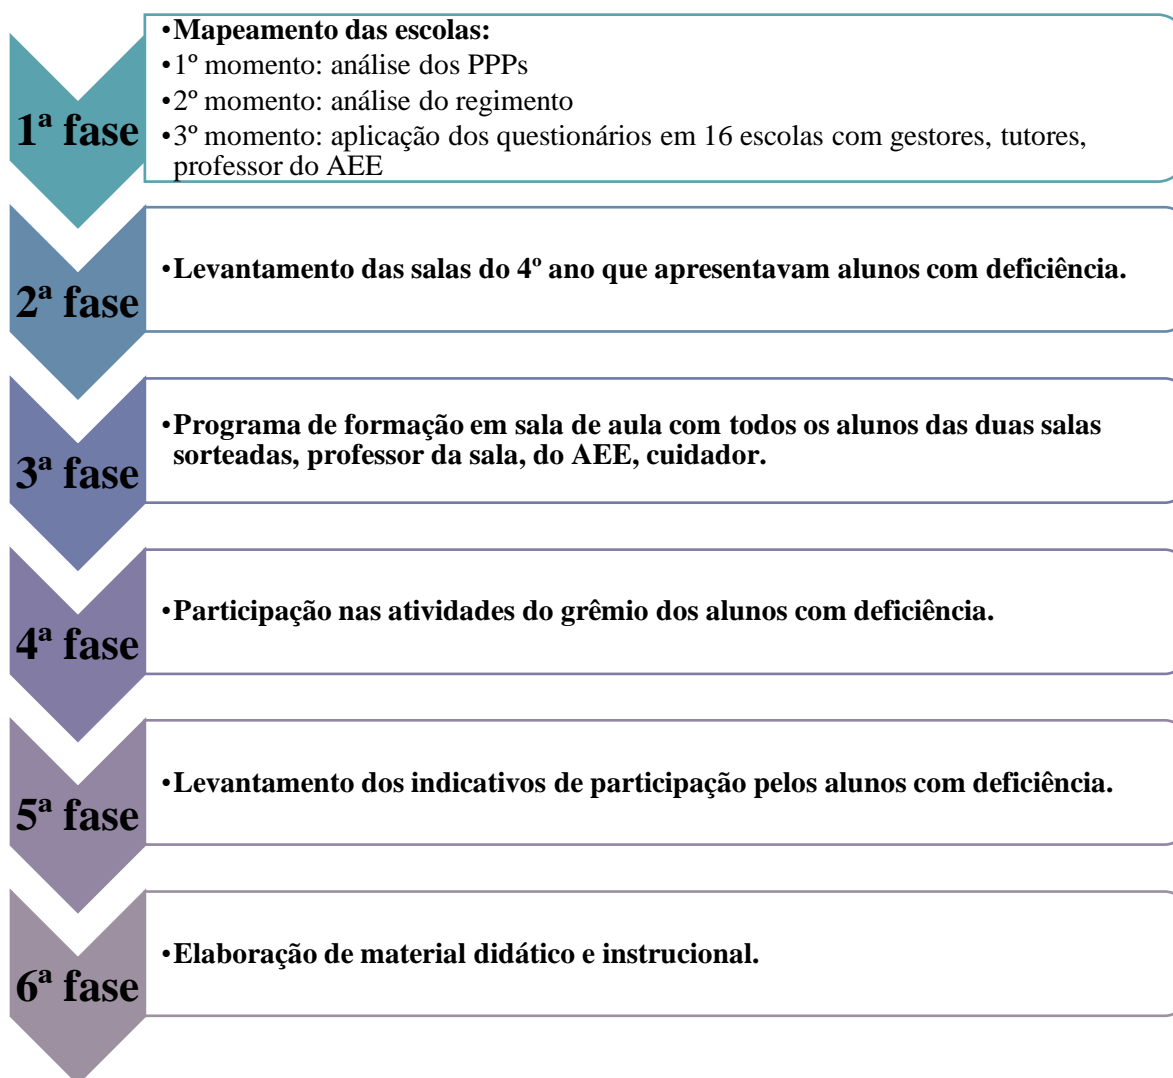 1ª fase
•Mapeamento das escolas:
•1º momento: análise dos PPPs
•2º momento: análise do regimento
•3º momento: aplicação dos questionários em 16 escolas com gestores, tutores,
professor do AEE
2ª fase
•Levantamento das salas do 4º ano que apresentavam alunos com deficiência.
3ª fase
•Programa de formação em sala de aula com todos os alunos das duas salas
sorteadas, professor da sala, do AEE, cuidador.
4ª fase
•Participação nas atividades do grêmio dos alunos com deficiência.
5ª fase
•Levantamento dos indicativos de participação pelos alunos com deficiência.
6ª fase
•Elaboração de material didático e instrucional.